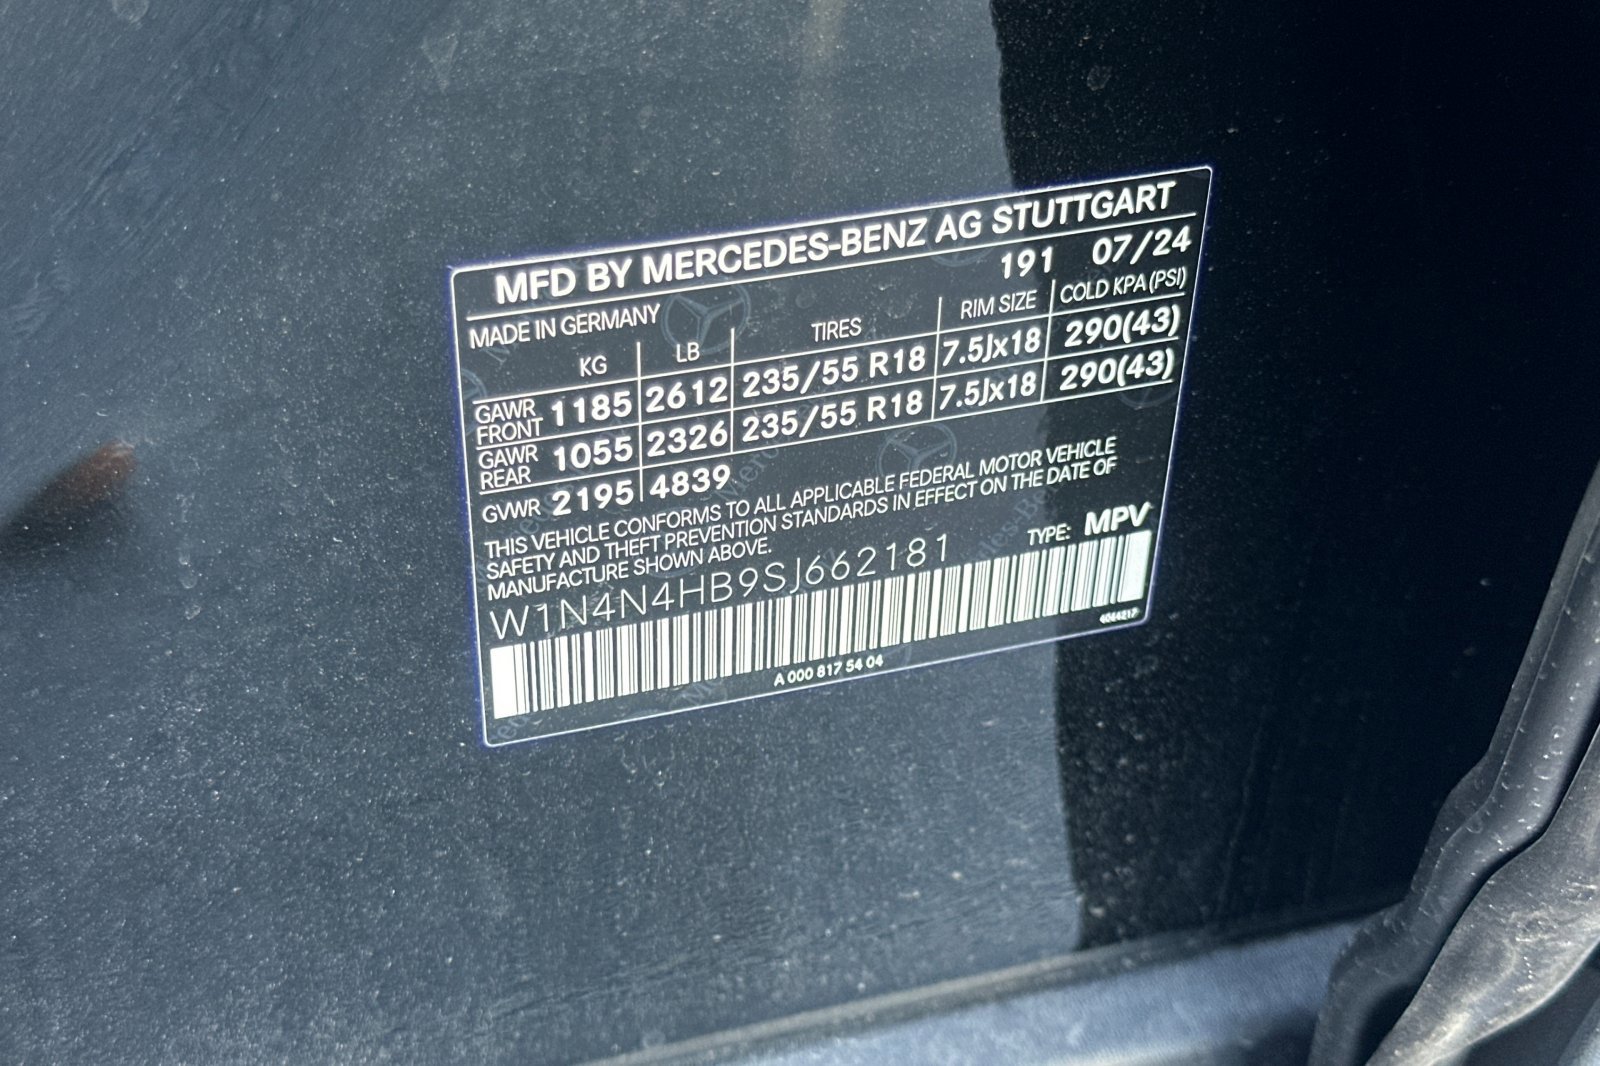 MFD BY MERCEDES-BENZ AG STUTTGART
MADE IN GERMANY 191 07/24
KG LB TIRES RIM SIZE COLD KPA (PSI)
GAWR FRONT 1185 2612 235/55 R18 7.5Jx18 290(43)
GAWR REAR 1055 2326 235/55 R18 7.5Jx18 290(43)
GVWR 2195 4839
THIS VEHICLE CONFORMS TO ALL APPLICABLE FEDERAL MOTOR VEHICLE
SAFETY AND THEFT PREVENTION STANDARDS IN EFFECT ON THE DATE OF
MANUFACTURE SHOWN ABOVE.
W1N4N4HB9SJ662181 TYPE: MPV
A 000 817 54 04